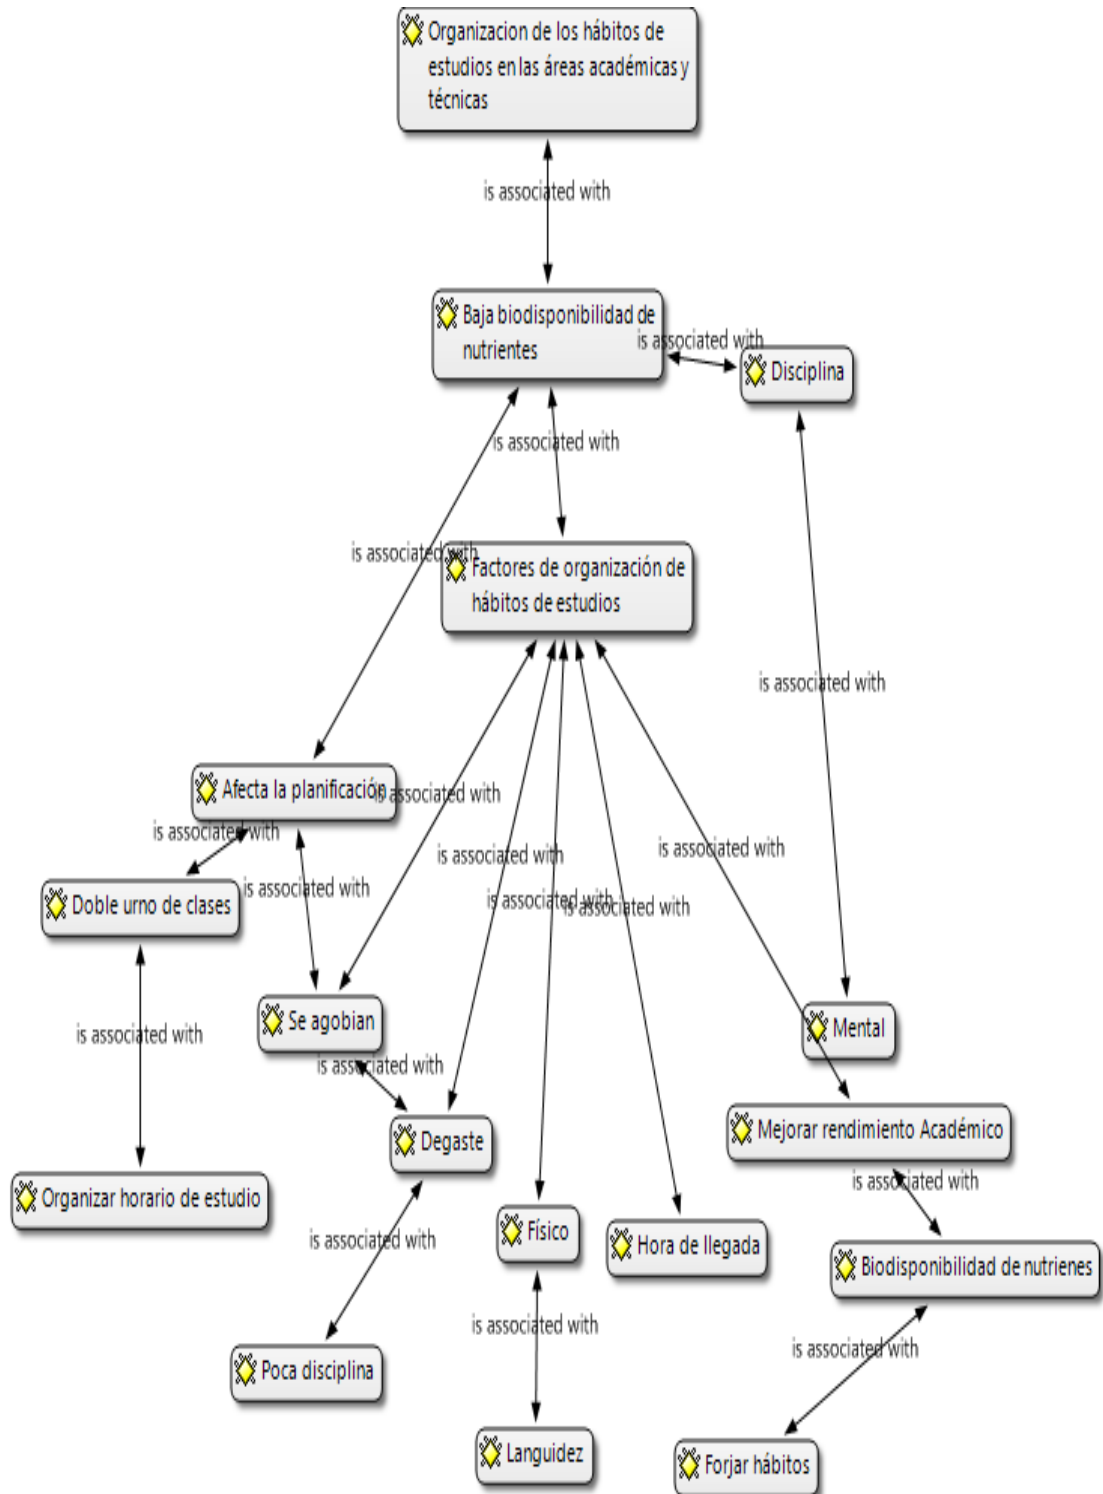 Organizacion de los hábitos de
estudios en las áreas académicas y
técnicas
is associated with
Baja biodisponibilidad de
nutrientes
is associated with
Disciplina
is associated with
is associated with
Factores de organización de
hábitos de estudios
is associated with
Afecta la planificación
is associated with
is associated with
is associated with
is associated with
is associated with
Doble urno de clases
is associated with
is associated with
is associated with
Se agobian
Mental
is associated with
is associated with
Degaste
Mejorar rendimiento Académico
is associated with
Organizar horario de estudio
is associated with
Físico
Hora de llegada
Biodisponibilidad de nutrienes
is associated with
is associated with
Poca disciplina
Languidez
Forjar hábitos